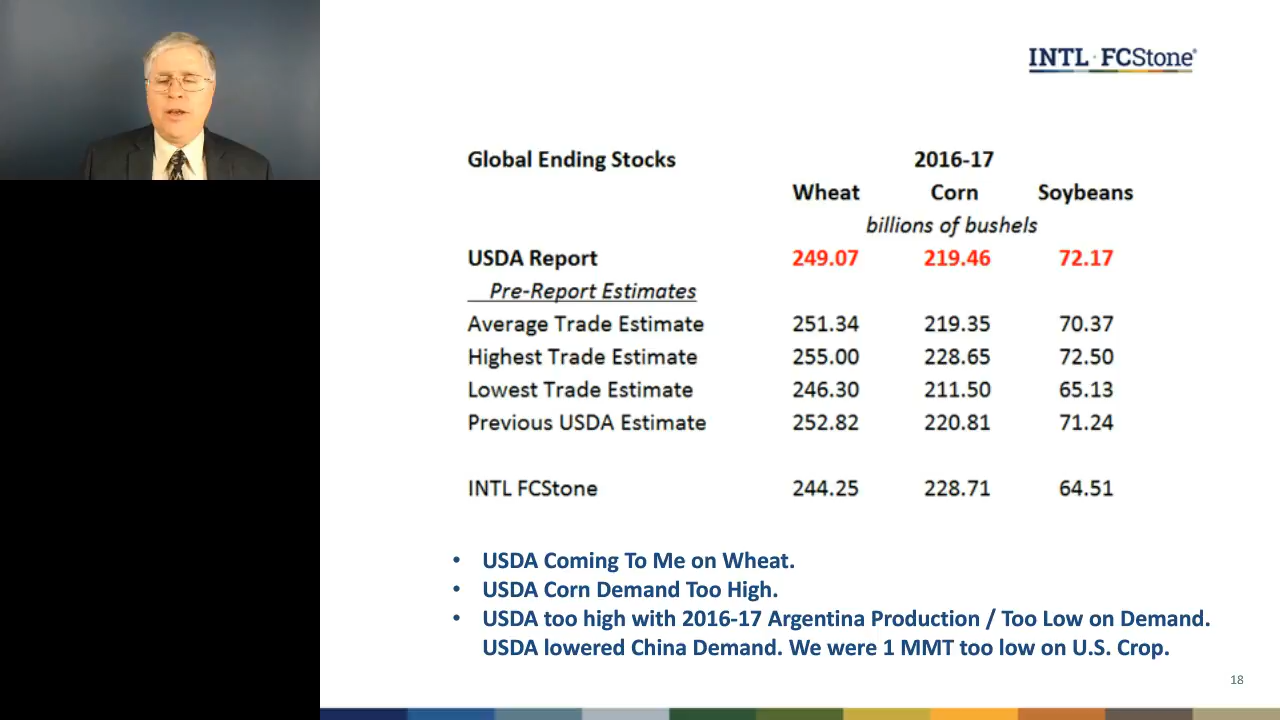 INTL FCStone®
Global Ending Stocks 2016-17
Wheat Corn Soybeans
billions of bushels
USDA Report 249.07 219.46 72.17
Pre-Report Estimates
Average Trade Estimate 251.34 219.35 70.37
Highest Trade Estimate 255.00 228.65 72.50
Lowest Trade Estimate 246.30 211.50 65.13
Previous USDA Estimate 252.82 220.81 71.24
INTL FCStone 244.25 228.71 64.51
• USDA Coming To Me on Wheat.
• USDA Corn Demand Too High.
• USDA too high with 2016-17 Argentina Production / Too Low on Demand.
USDA lowered China Demand. We were 1 MMT too low on U.S. Crop.
18